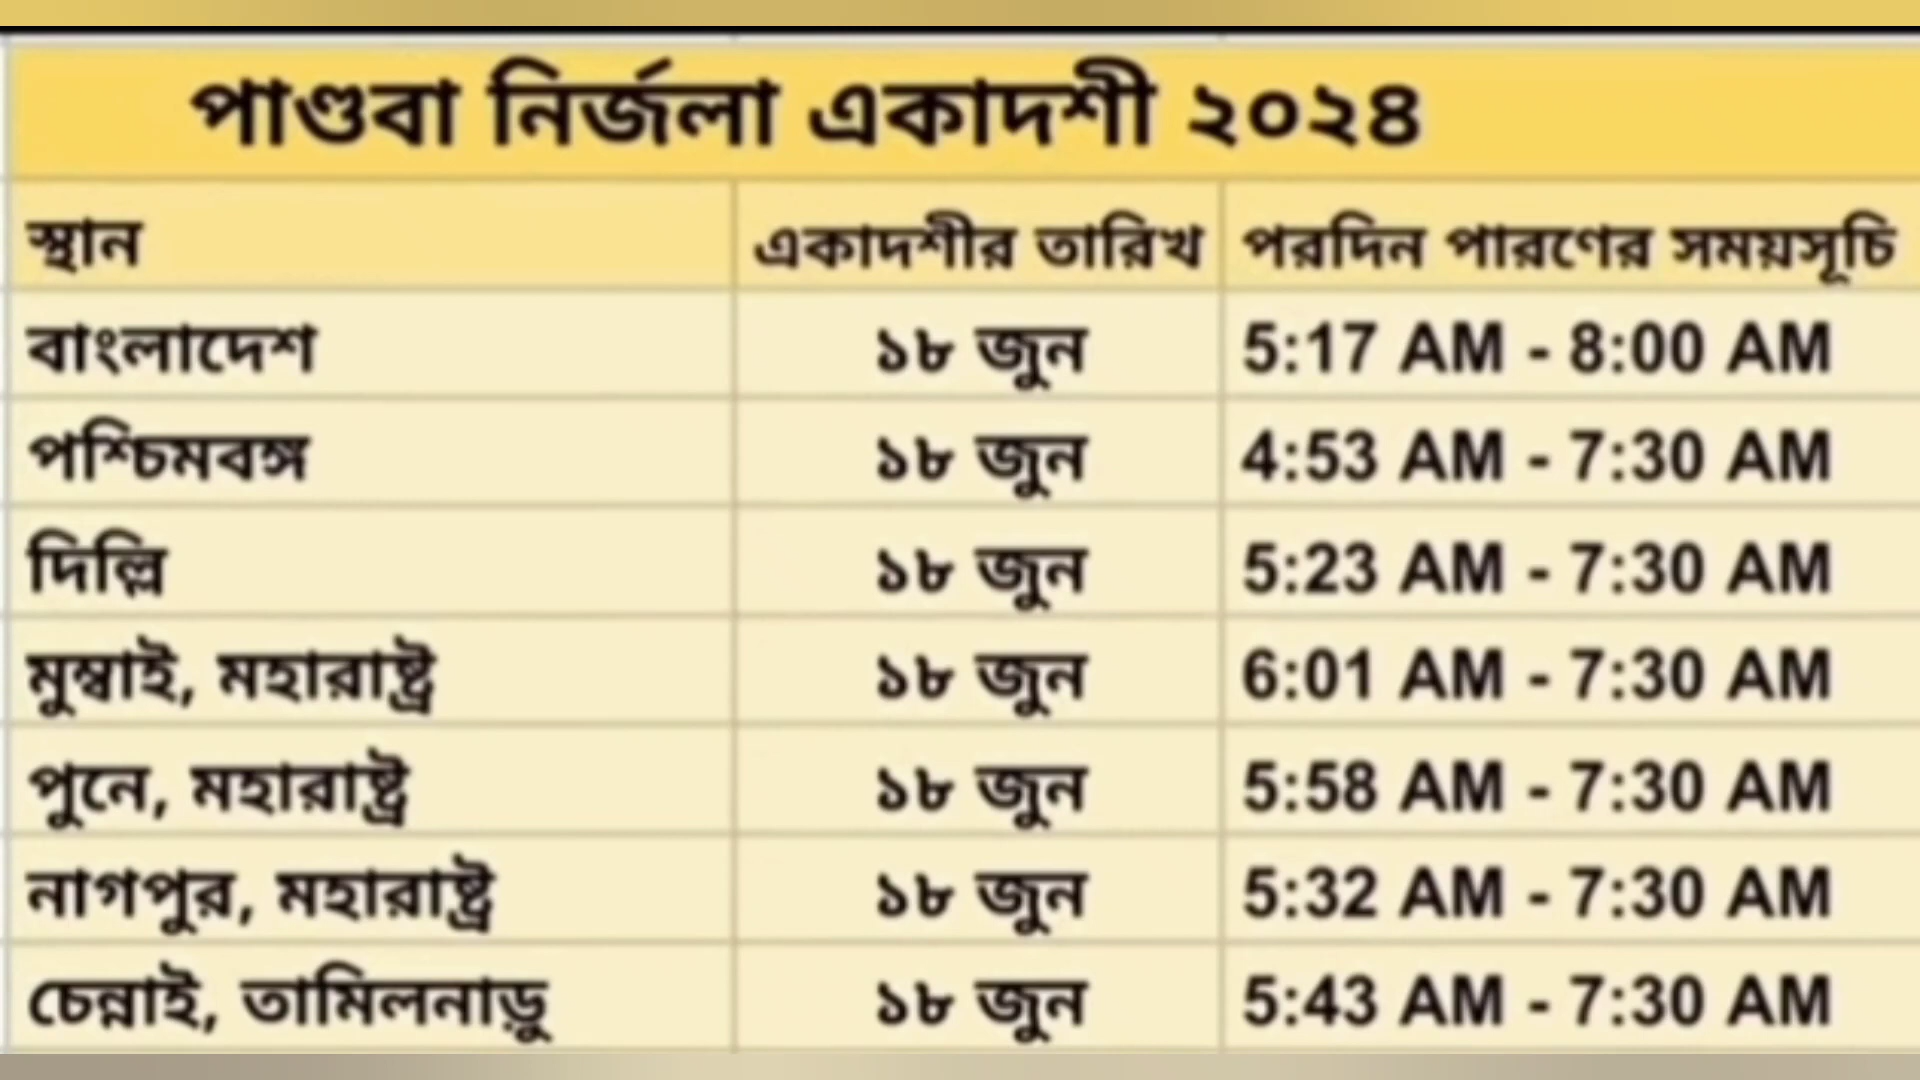 পাণ্ডবা নির্জলা একাদশী ২০২৪
স্থান একাদশীর তারিখ পরদিন পারণের সময়সূচি
বাংলাদেশ ১৮ জুন 5:17 AM - 8:00 AM
পশ্চিমবঙ্গ ১৮ জুন 4:53 AM - 7:30 AM
দিল্লি ১৮ জুন 5:23 AM - 7:30 AM
মুম্বাই, মহারাষ্ট্র ১৮ জুন 6:01 AM - 7:30 AM
পুনে, মহারাষ্ট্র ১৮ জুন 5:58 AM - 7:30 AM
নাগপুর, মহারাষ্ট্র ১৮ জুন 5:32 AM - 7:30 AM
চেন্নাই, তামিলনাড়ু ১৮ জুন 5:43 AM - 7:30 AM